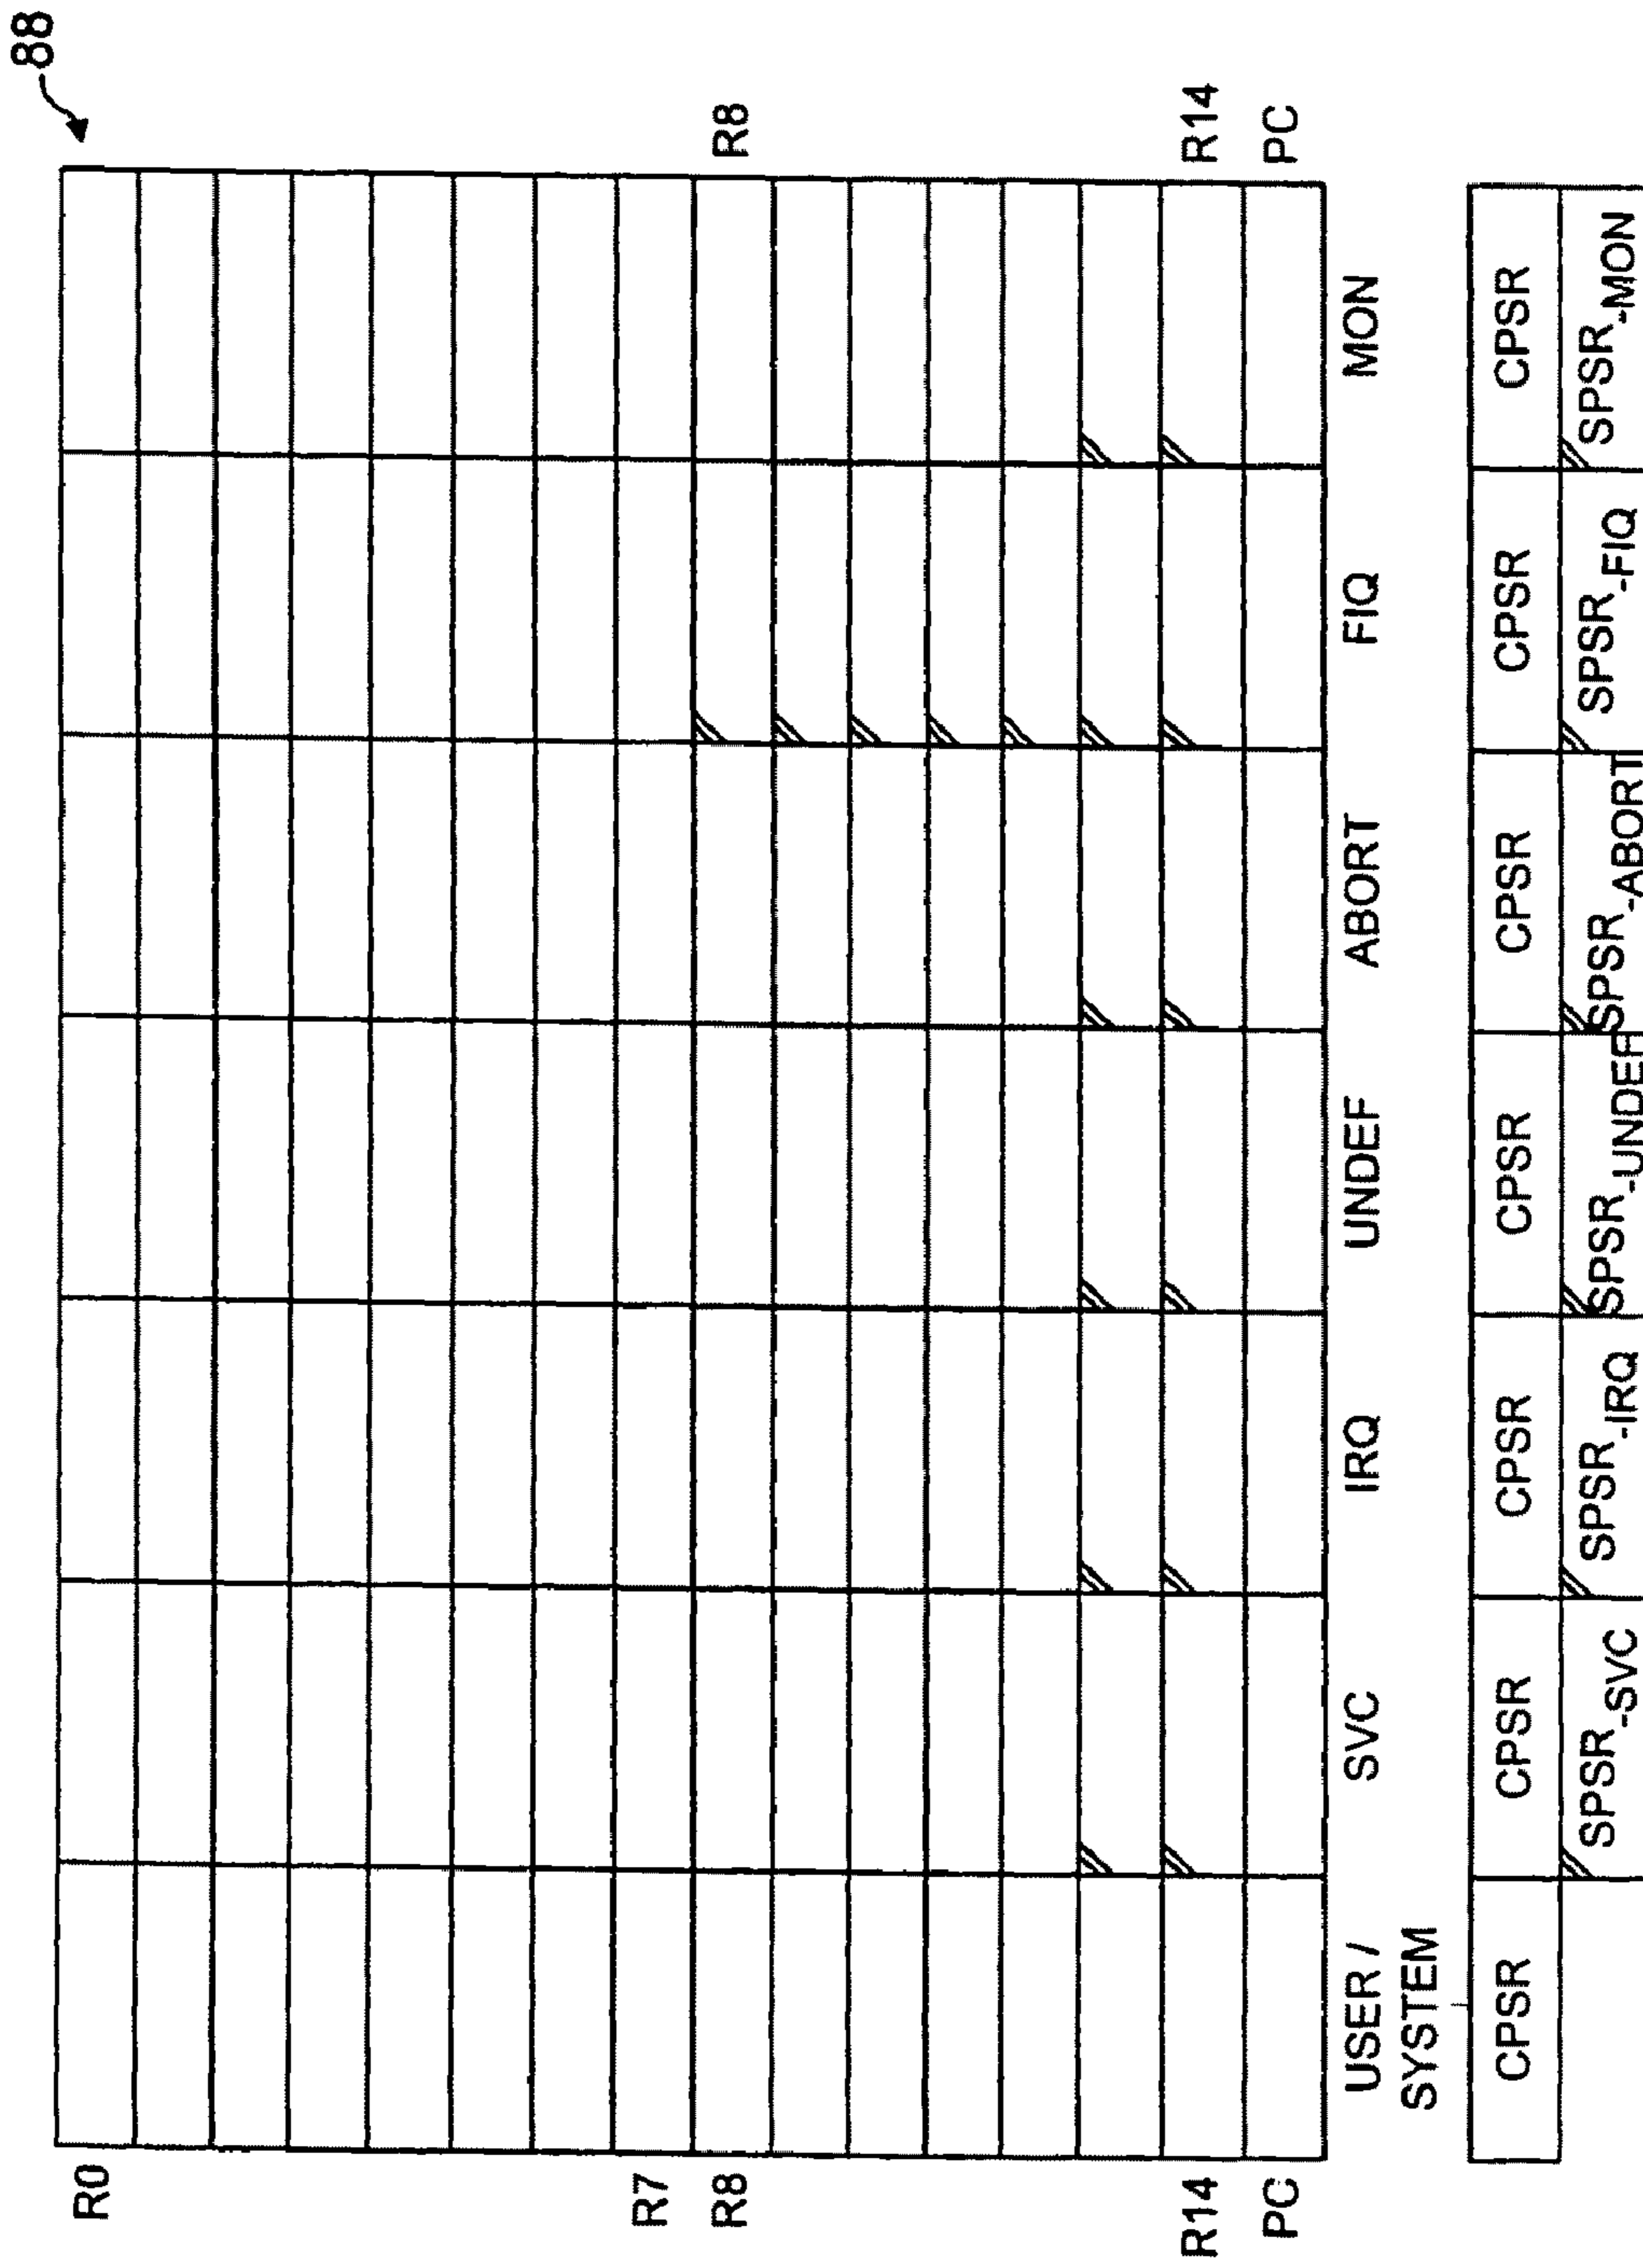 88
R0
R7
R8 R8
R14 R14
PC PC
USER / SYSTEM SVC IRQ UNDEF ABORT FIQ MON
CPSR CPSR CPSR CPSR CPSR CPSR CPSR
SPSR-SVC SPSR-IRQ SPSR-UNDEF SPSR-ABORT SPSR-FIQ SPSR-MON